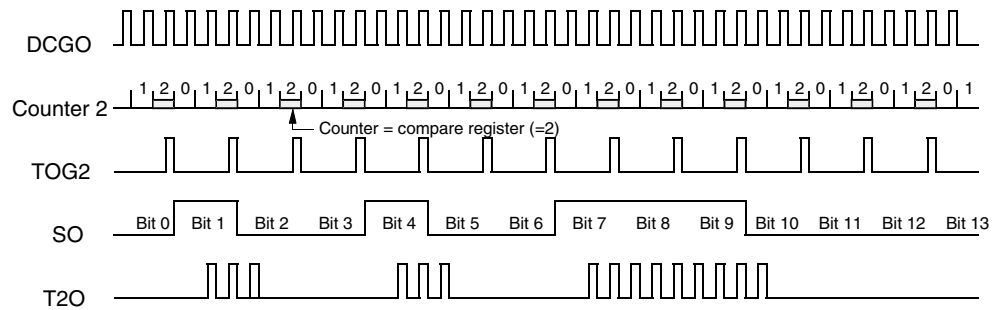 DCGO
Counter 2
1 2 0 1 2 0 1 2 0 1 2 0 1 2 0 1 2 0 1 2 0 1 2 0 1 2 0 1 2 0 1 2 0 1 2 0 1 2 0 1
Counter = compare register (=2)
TOG2
SO
Bit 0 Bit 1 Bit 2 Bit 3 Bit 4 Bit 5 Bit 6 Bit 7 Bit 8 Bit 9 Bit 10 Bit 11 Bit 12 Bit 13
T2O